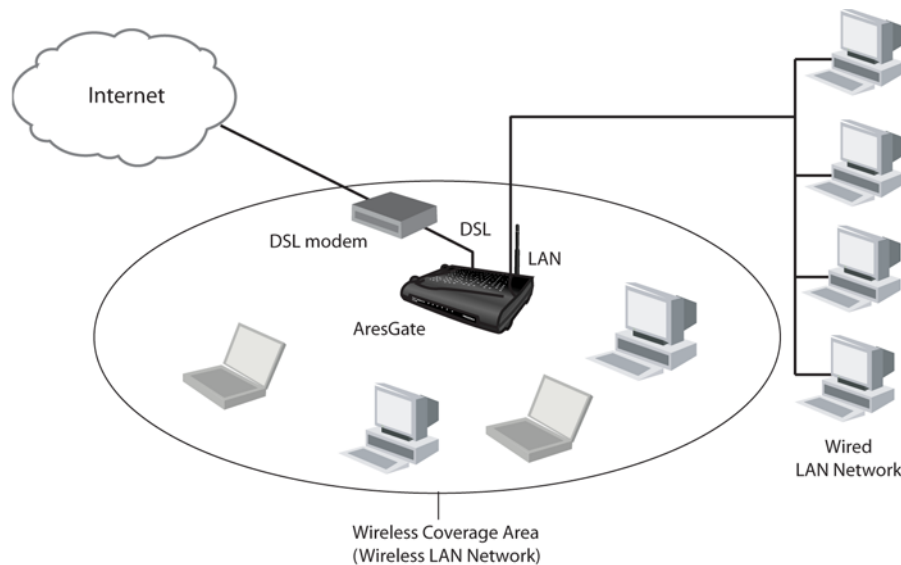 Internet
DSL modem
DSL
LAN
AresGate
Wired
LAN Network
Wireless Coverage Area
(Wireless LAN Network)